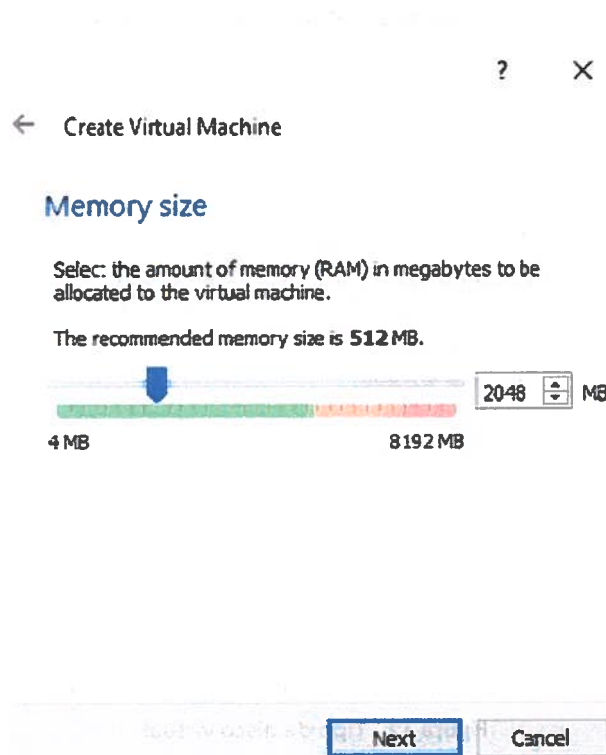 ?
Create Virtual Machine
Memory size
Select the amount of memory (RAM) in megabytes to be
allocated to the virtual machine.
The recommended memory size is 512 MB.
2048 MB
4 MB 8192 MB
Next Cancel